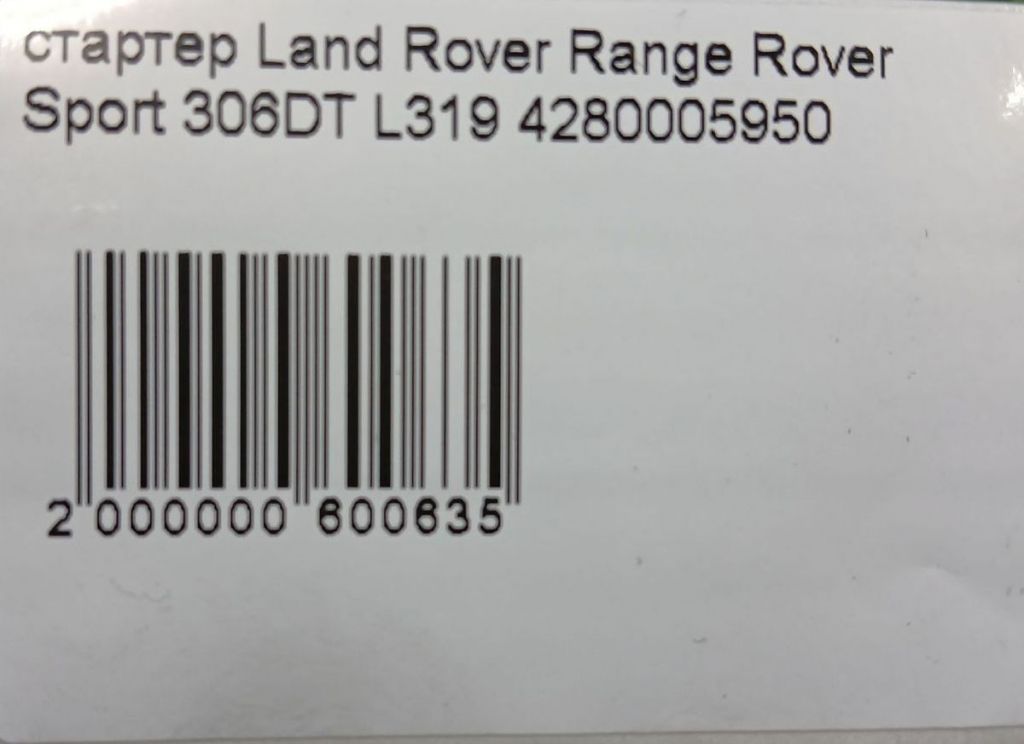 стартер Land Rover Range Rover
Sport 306DT L319 4280005950
2 000000 600635